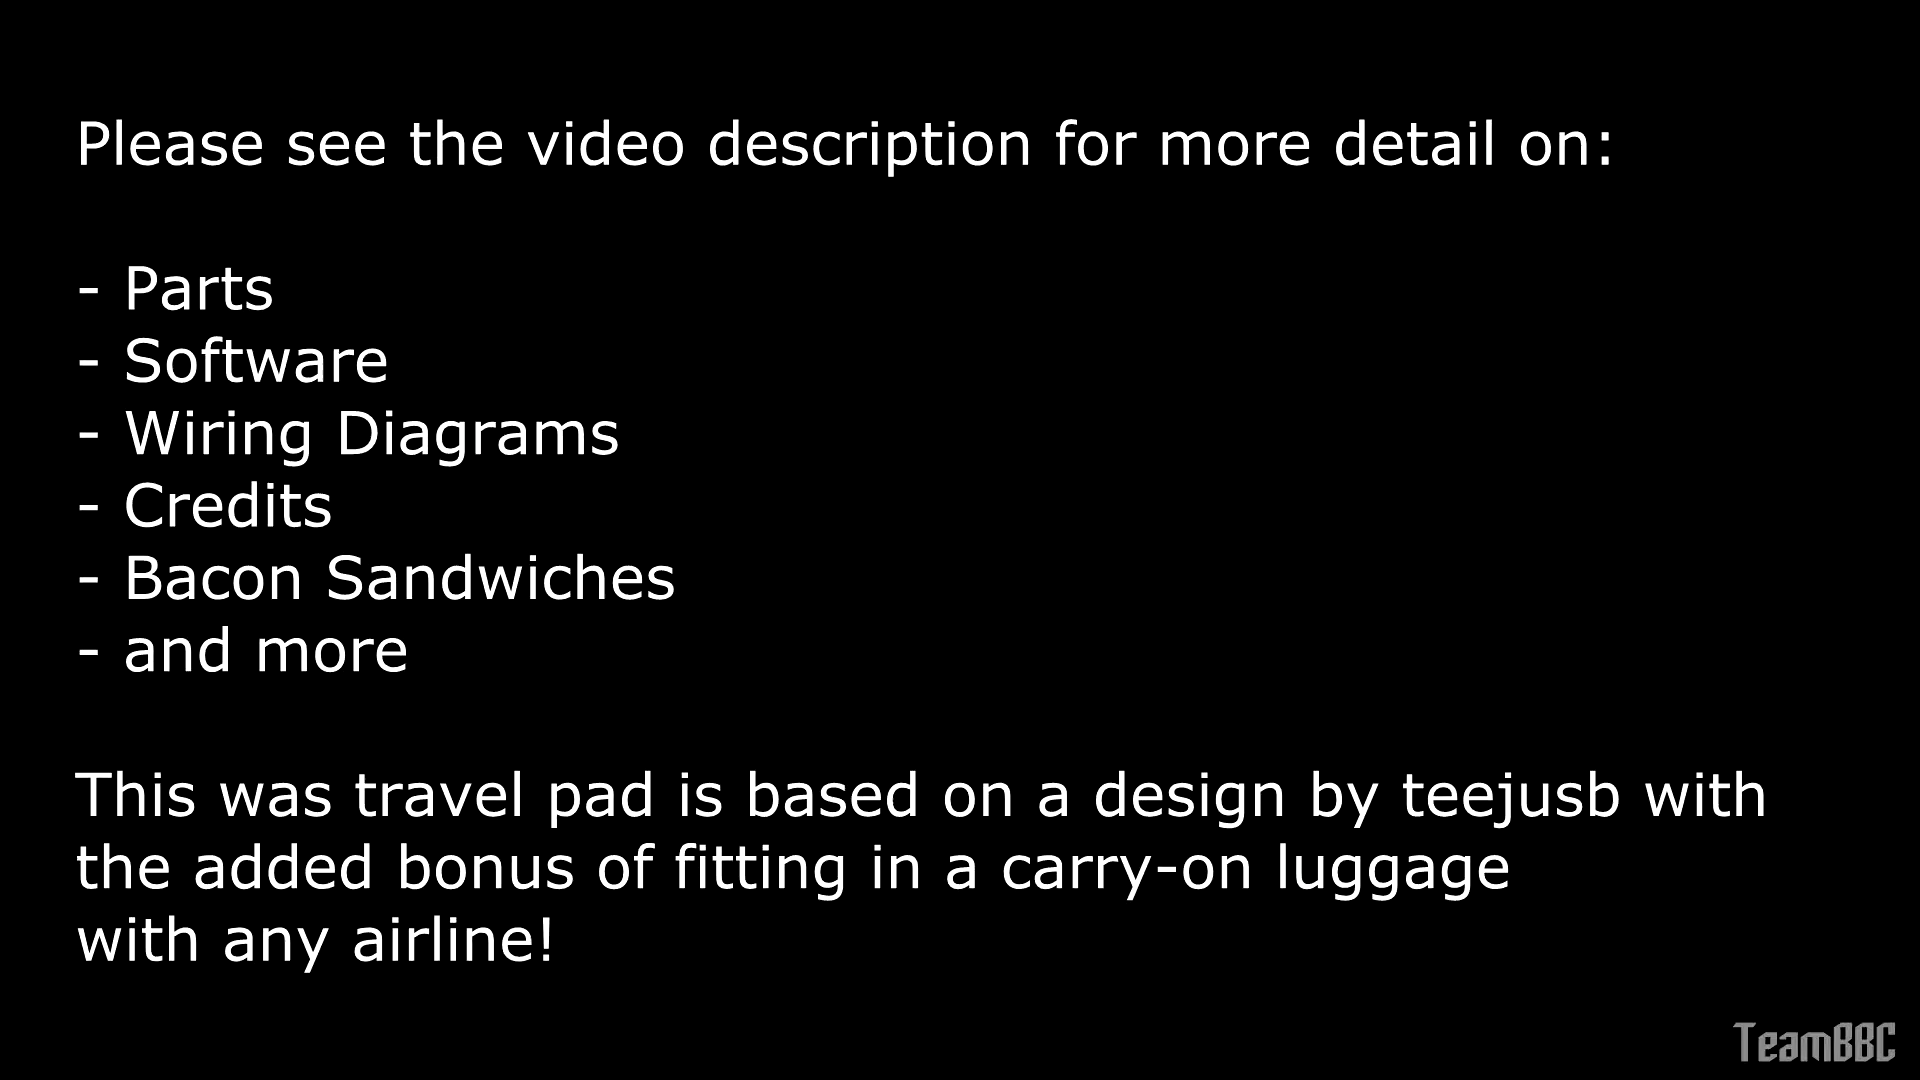 Please see the video description for more detail on:
- Parts
- Software
- Wiring Diagrams
- Credits
- Bacon Sandwiches
- and more
This was travel pad is based on a design by teejusb with
the added bonus of fitting in a carry-on luggage
with any airline!
TeamBBC